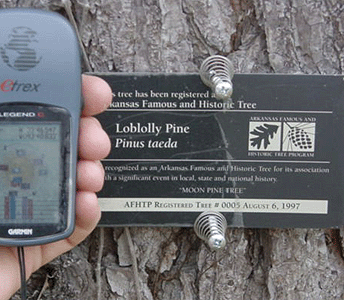 etrex
LEGEND C
GARMIN
s tree has been registered a
rkansas Famous and Historic Tree
Loblolly Pine
Pinus taeda
ARKANSAS FAMOUS AND
HISTORIC TREE PROGRAM
recognized as an Arkansas Famous and Historic Tree for its association
with a significant event in local, state and national history.
"MOON PINE TREE"
AFHTP REGISTERED TREE # 0005 AUGUST 6, 1997